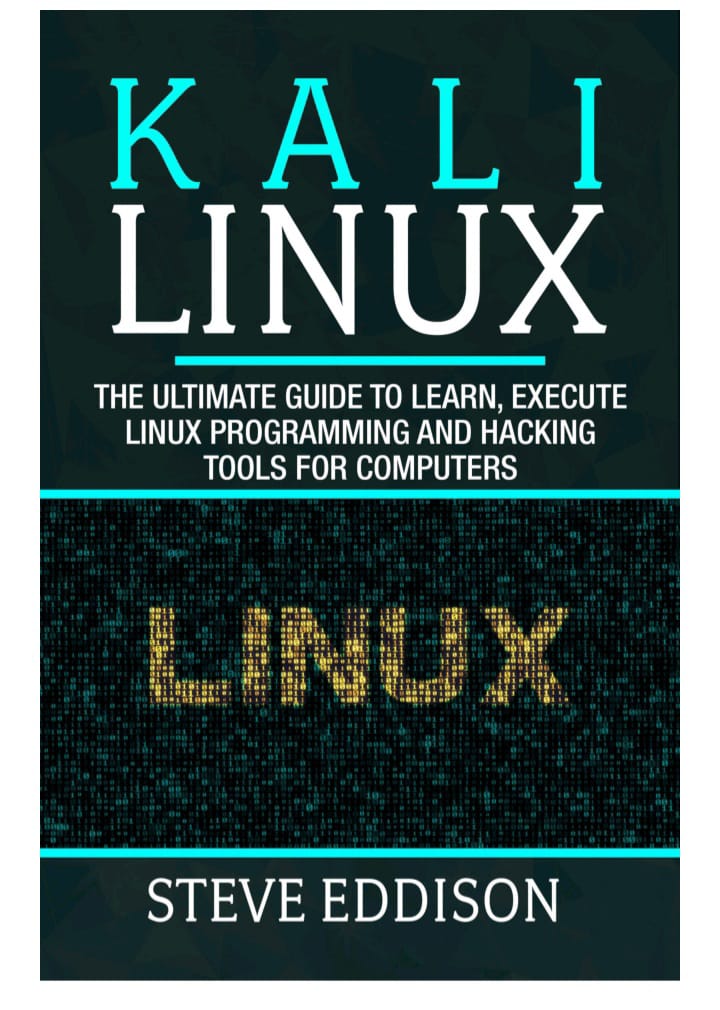 KALI
LINUX
THE ULTIMATE GUIDE TO LEARN, EXECUTE
LINUX PROGRAMMING AND HACKING
TOOLS FOR COMPUTERS
LINUX
STEVE EDDISON